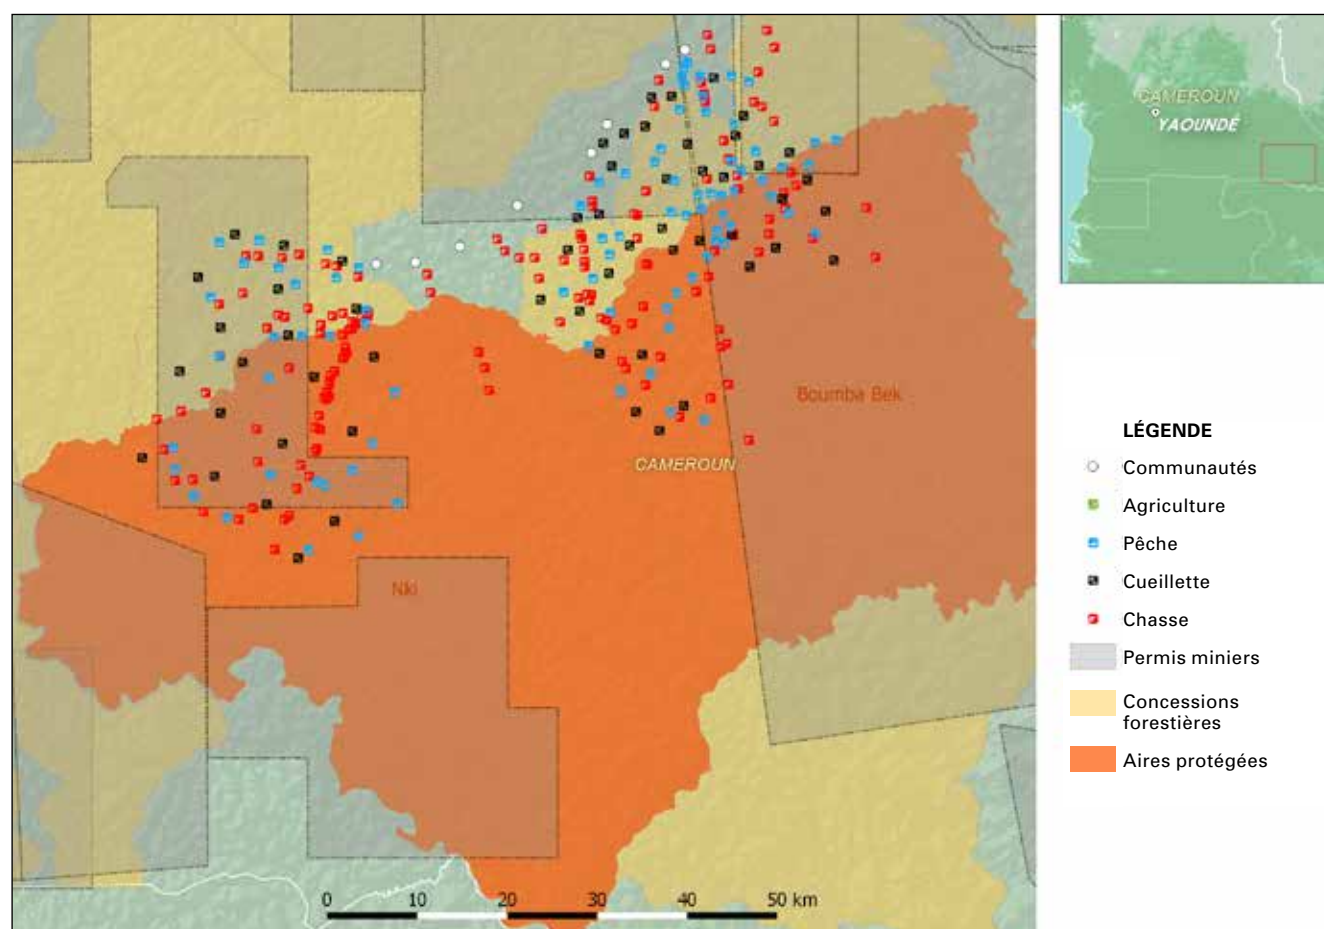 CAMEROUN
YAOUNDÉ
Boumba Bek
CAMEROUN
Nki
0 10 20 30 40 50 km
LÉGENDE
Communautés
Agriculture
Pêche
Cueillette
Chasse
Permis miniers
Concessions
forestières
Aires protégées